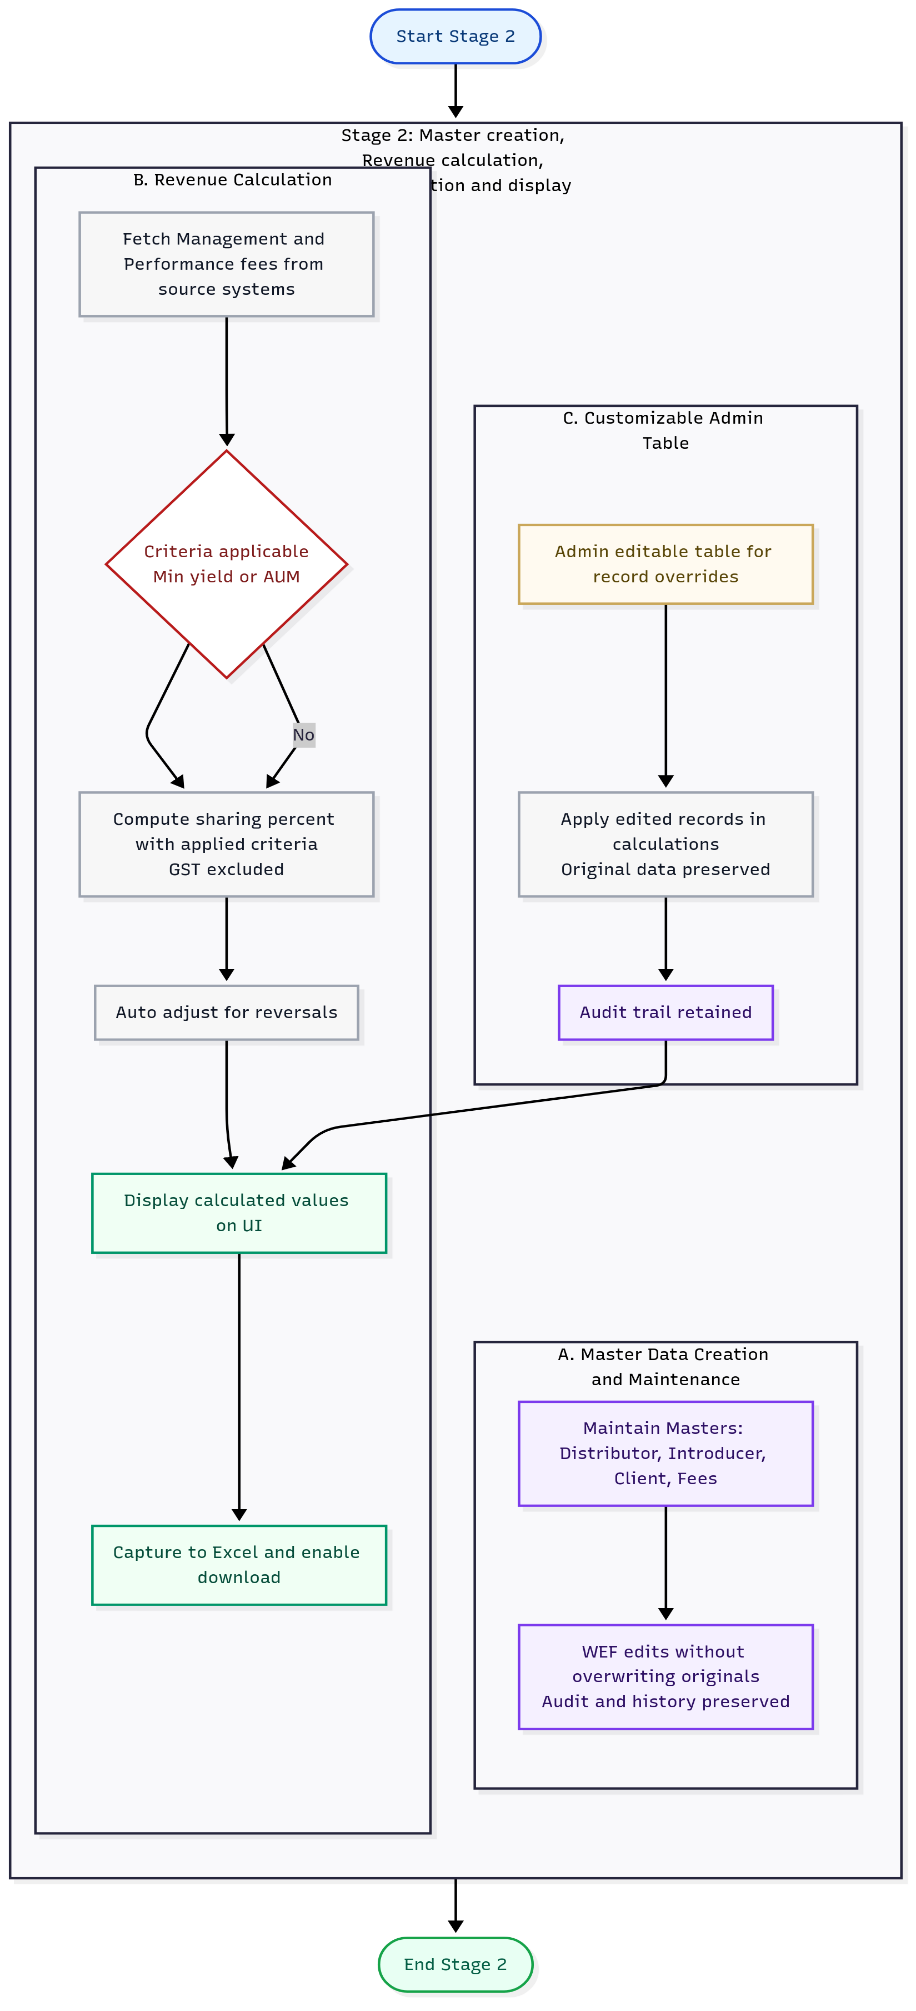 Start Stage 2
Stage 2: Master creation,
Revenue calculation,
tion and display
B. Revenue Calculation
Fetch Management and
Performance fees from
source systems
Criteria applicable
Min yield or AUM
No
Compute sharing percent
with applied criteria
GST excluded
Auto adjust for reversals
Display calculated values
on UI
Capture to Excel and enable
download
C. Customizable Admin
Table
Admin editable table for
record overrides
Apply edited records in
calculations
Original data preserved
Audit trail retained
A. Master Data Creation
and Maintenance
Maintain Masters:
Distributor, Introducer,
Client, Fees
WEF edits without
overwriting originals
Audit and history preserved
End Stage 2